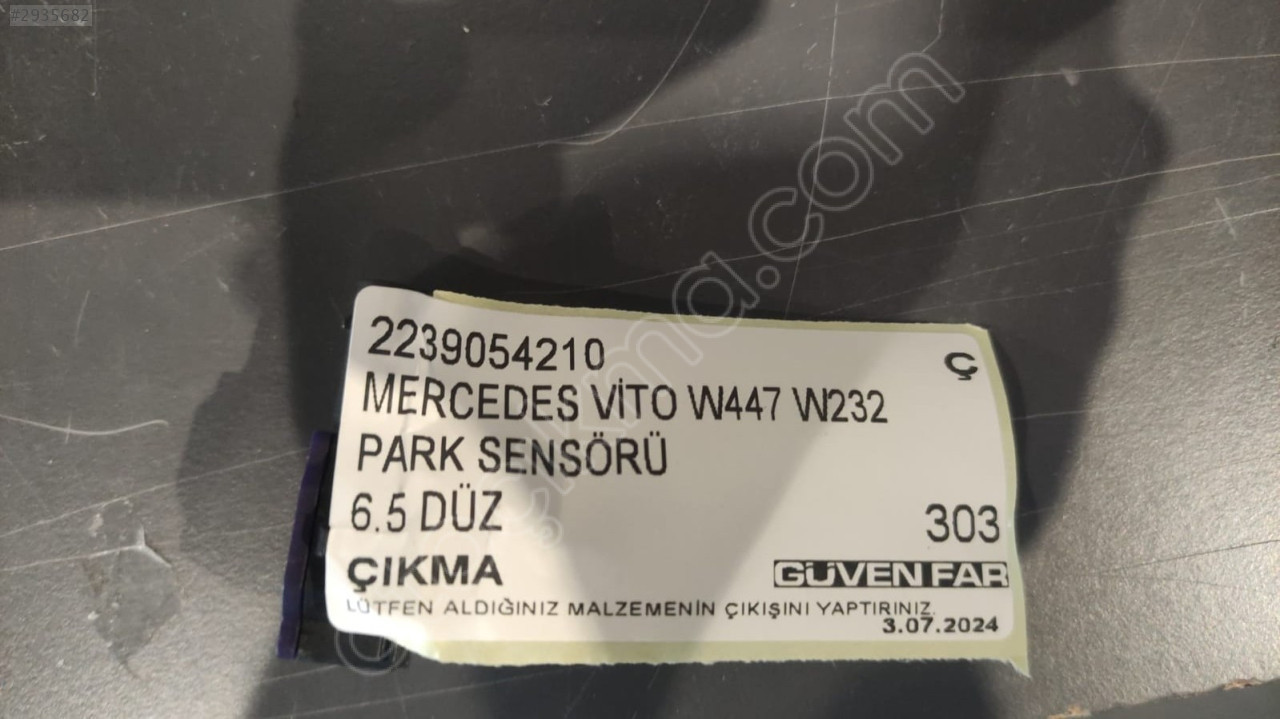 #2935682
2239054210
Ç
MERCEDES VİTO W447 W232
PARK SENSÖRÜ
6.5 DÜZ
303
ÇIKMA
GÜVEN FAR
LÜTFEN ALDIĞINIZ MALZEMENİN ÇIKIŞINI YAPTIRINIZ.
3.07.2024